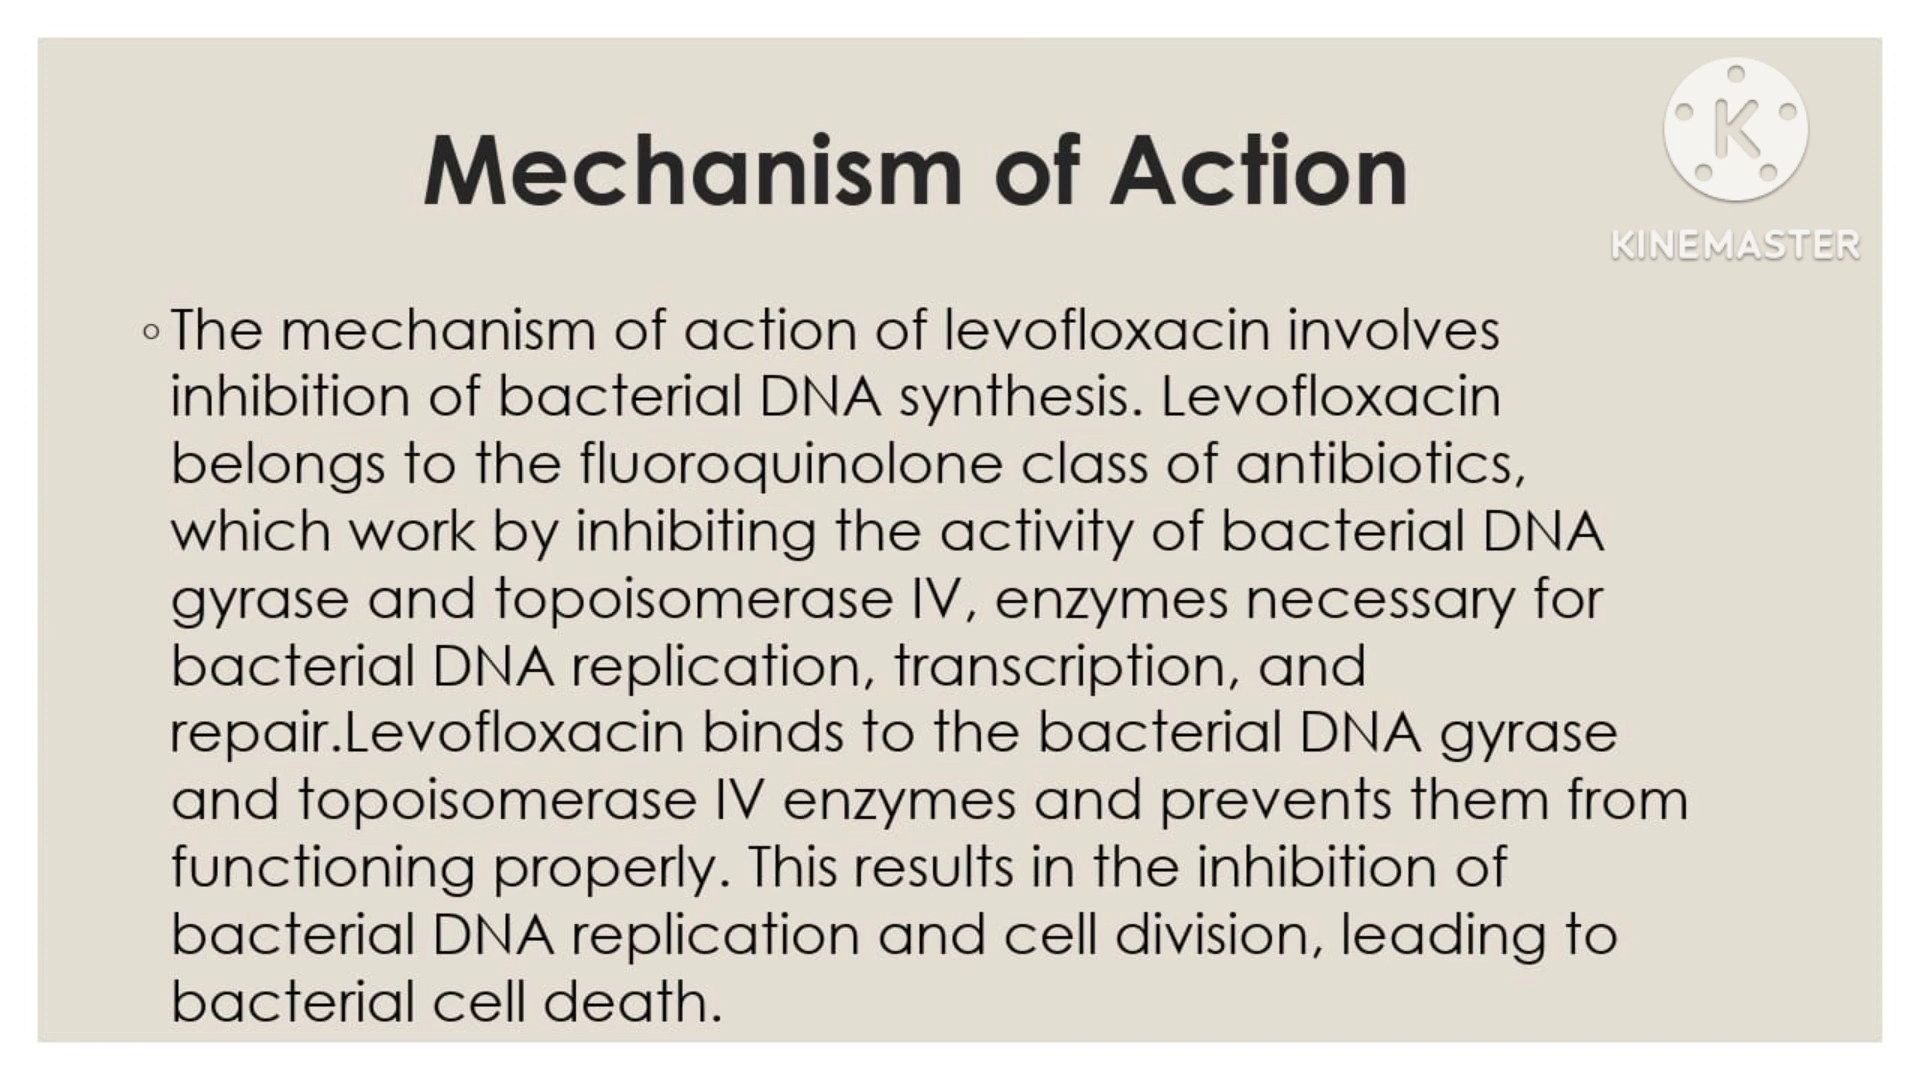 Mechanism of Action
K
KINEMASTER
◦ The mechanism of action of levofloxacin involves
inhibition of bacterial DNA synthesis. Levofloxacin
belongs to the fluoroquinolone class of antibiotics,
which work by inhibiting the activity of bacterial DNA
gyrase and topoisomerase IV, enzymes necessary for
bacterial DNA replication, transcription, and
repair.Levofloxacin binds to the bacterial DNA gyrase
and topoisomerase IV enzymes and prevents them from
functioning properly. This results in the inhibition of
bacterial DNA replication and cell division, leading to
bacterial cell death.